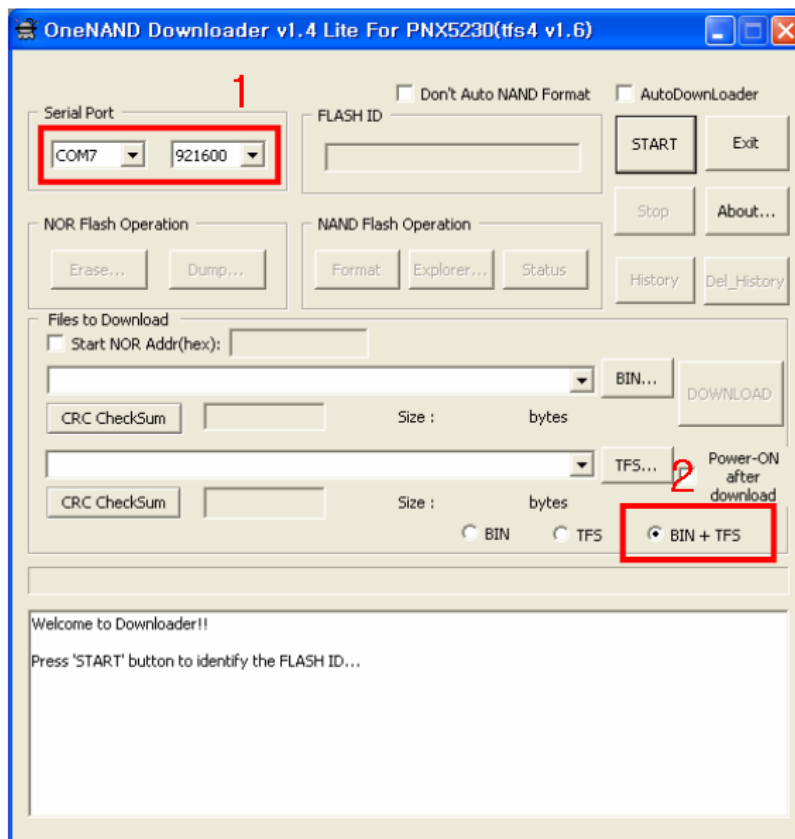 OneNAND Downloader v1.4 Lite For PNX5230(tfs4 v1.6)
1
Don't Auto NAND Format
AutoDownLoader
Serial Port
COM7
921600
FLASH ID
START
Exit
Stop
About...
NOR Flash Operation
Erase...
Dump...
NAND Flash Operation
Format
Explorer...
Status
History
Del_History
Files to Download
Start NOR Addr(hex):
BIN...
DOWNLOAD
CRC CheckSum
Size :
bytes
TFS...
2
Power-ON
after
download
CRC CheckSum
Size :
bytes
BIN
TFS
BIN + TFS
Welcome to Downloader!!
Press 'START' button to identify the FLASH ID...